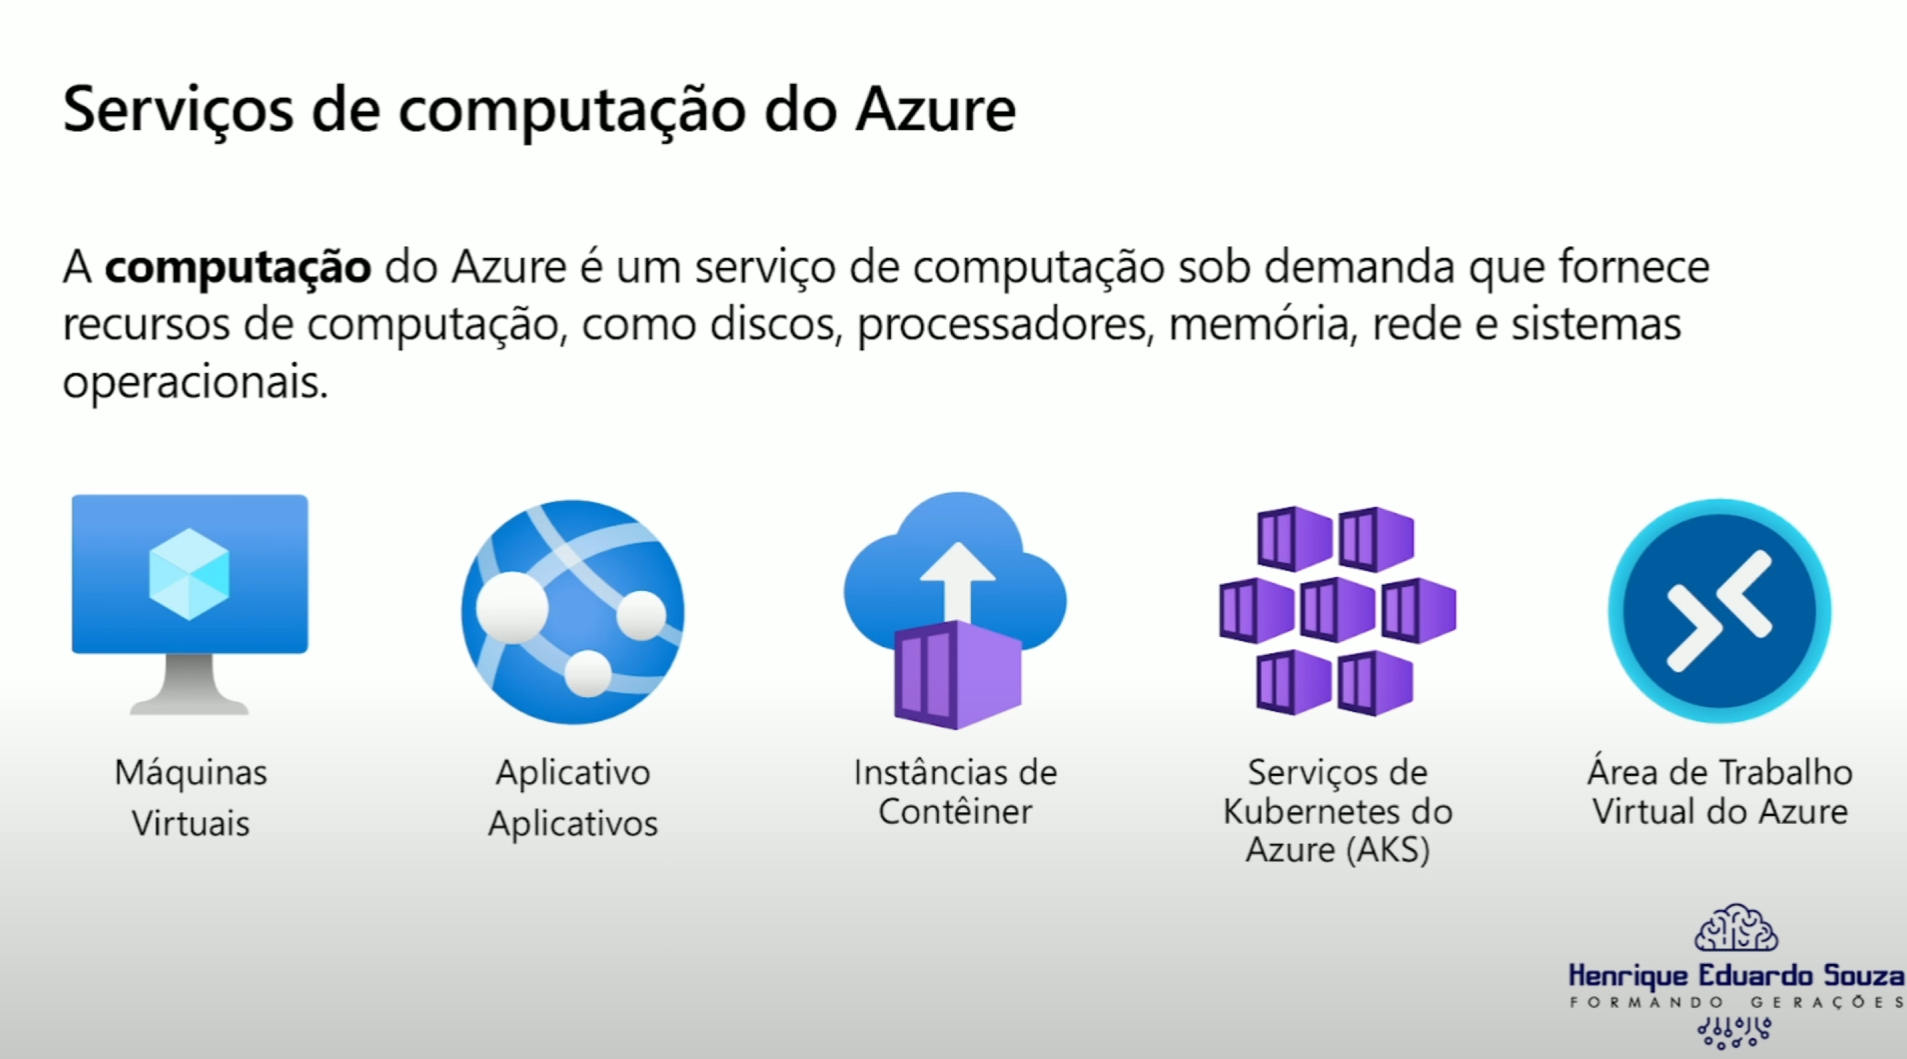 Serviços de computação do Azure
A computação do Azure é um serviço de computação sob demanda que fornece
recursos de computação, como discos, processadores, memória, rede e sistemas
operacionais.
Máquinas
Virtuais
Aplicativo
Aplicativos
Instâncias de
Contêiner
Serviços de
Kubernetes do
Azure (AKS)
Área de Trabalho
Virtual do Azure
Henrique Eduardo Souza
FORMANDO GERAÇÕES